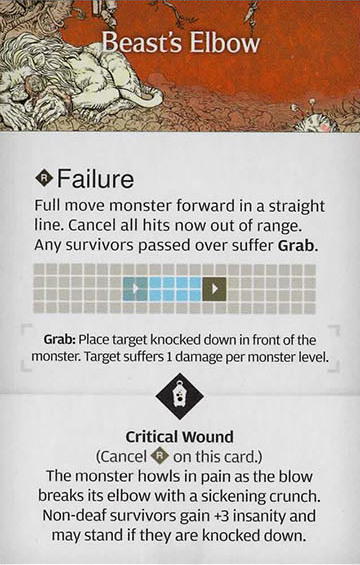 Beast's Elbow
R Failure
Full move monster forward in a straight
line. Cancel all hits now out of range.
Any survivors passed over suffer Grab.
Grab: Place target knocked down in front of the
monster. Target suffers 1 damage per monster level.
Critical Wound
(Cancel R on this card.)
The monster howls in pain as the blow
breaks its elbow with a sickening crunch.
Non-deaf survivors gain +3 insanity and
may stand if they are knocked down.